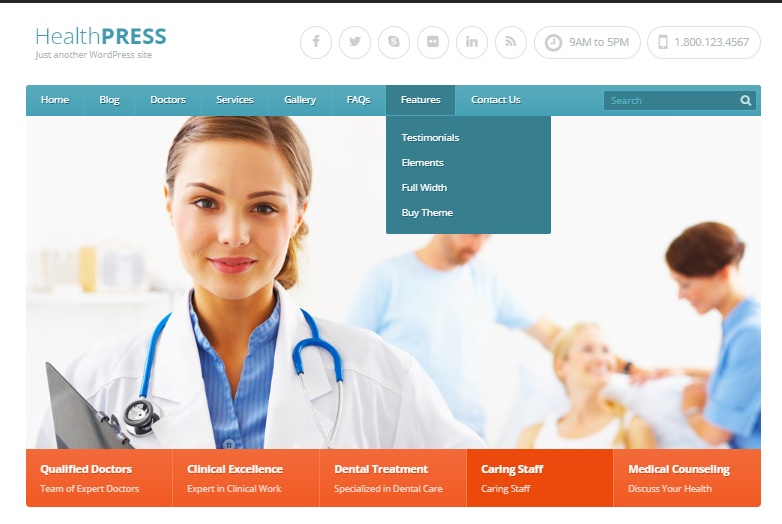 HealthPRESS
Just another WordPress site
9AM to 5PM
1.800.123.4567
Home Blog Doctors Services Gallery FAQs Features Contact Us Search
Testimonials
Elements
Full Width
Buy Theme
Qualified Doctors
Team of Expert Doctors
Clinical Excellence
Expert in Clinical Work
Dental Treatment
Specialized in Dental Care
Caring Staff
Caring Staff
Medical Counseling
Discuss Your Health